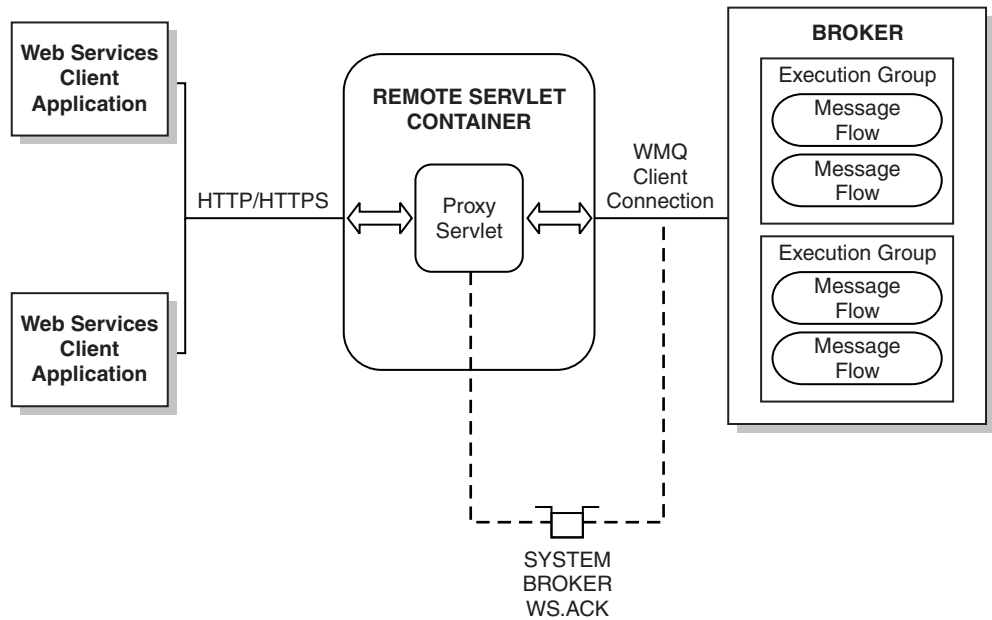 Web Services
Client
Application
Web Services
Client
Application
HTTP/HTTPS
REMOTE SERVLET
CONTAINER
Proxy
Servlet
WMQ
Client
Connection
BROKER
Execution Group
Message
Flow
Message
Flow
Execution Group
Message
Flow
Message
Flow
SYSTEM
BROKER
WS.ACK